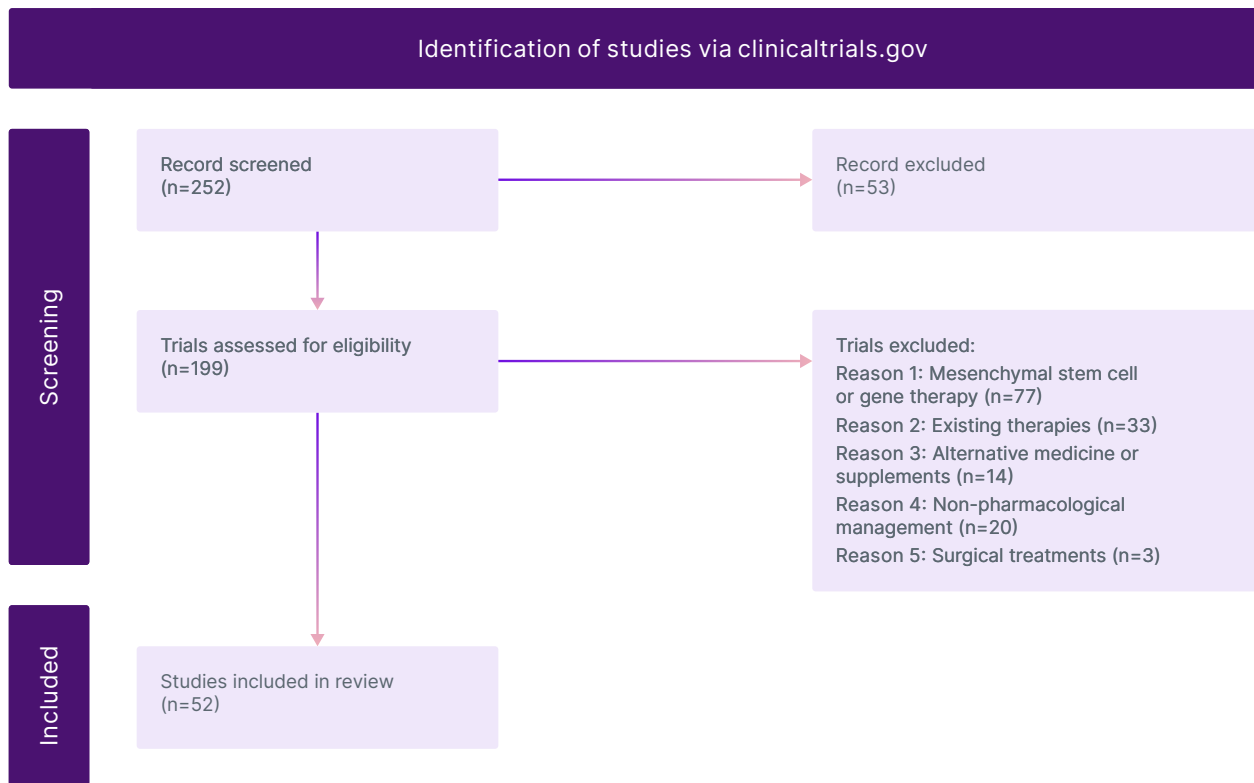 Identification of studies via clinicaltrials.gov
Screening
Record screened
(n=252)
Record excluded
(n=53)
Trials assessed for eligibility
(n=199)
Trials excluded:
Reason 1: Mesenchymal stem cell
or gene therapy (n=77)
Reason 2: Existing therapies (n=33)
Reason 3: Alternative medicine or
supplements (n=14)
Reason 4: Non-pharmacological
management (n=20)
Reason 5: Surgical treatments (n=3)
Included
Studies included in review
(n=52)